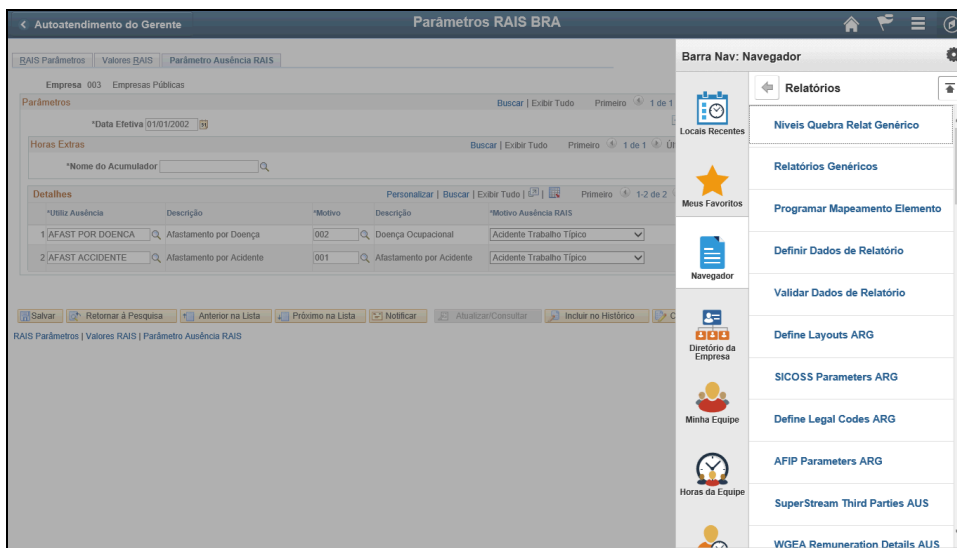 Autoatendimento do Gerente
Parâmetros RAIS BRA
RAIS Parâmetros
Valores RAIS
Parâmetro Ausência RAIS
Empresa 003 Empresas Públicas
Parâmetros
Buscar | Exibir Tudo Primeiro 1 de 1
*Data Efetiva 01/01/2002
Horas Extras
Buscar | Exibir Tudo Primeiro 1 de 1
*Nome do Acumulador
Detalhes
Personalizar | Buscar | Exibir Tudo | | Primeiro 1-2 de 2
*Utiliz Ausência Descrição *Motivo Descrição *Motivo Ausência RAIS
1 AFAST POR DOENCA Afastamento por Doença 002 Doença Ocupacional Acidente Trabalho Típico
2 AFAST ACCIDENTE Afastamento por Acidente 001 Afastamento por Acidente Acidente Trabalho Típico
Salvar Retornar à Pesquisa Anterior na Lista Próximo na Lista Notificar Atualizar/Consultar Incluir no Histórico
RAIS Parâmetros | Valores RAIS | Parâmetro Ausência RAIS
Barra Nav: Navegador
Locais Recentes
Meus Favoritos
Navegador
Diretório da
Empresa
Minha Equipe
Horas da Equipe
Relatórios
Níveis Quebra Relat Genérico
Relatórios Genéricos
Programar Mapeamento Elemento
Definir Dados de Relatório
Validar Dados de Relatório
Define Layouts ARG
SICOSS Parameters ARG
Define Legal Codes ARG
AFIP Parameters ARG
SuperStream Third Parties AUS
WGEA Remuneration Details AUS